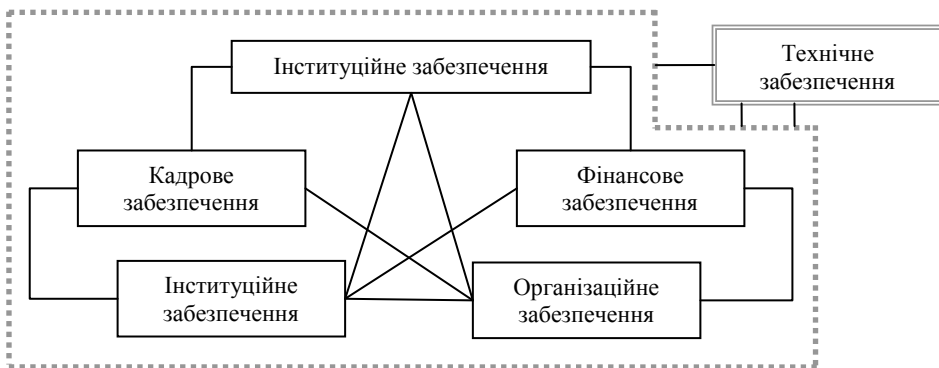 Інституційне забезпечення
Технічне
забезпечення
Кадрове
забезпечення
Фінансове
забезпечення
Інституційне
забезпечення
Організаційне
забезпечення